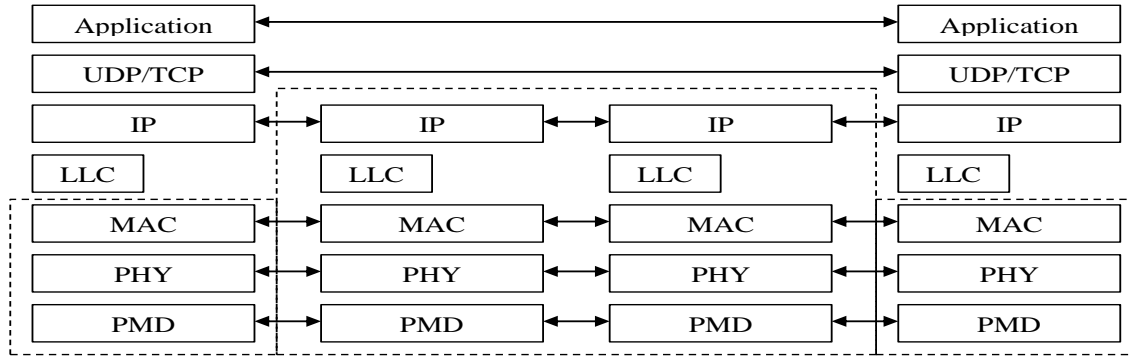 Application Application
UDP/TCP UDP/TCP
IP IP IP IP
LLC LLC LLC LLC
MAC MAC MAC MAC
PHY PHY PHY PHY
PMD PMD PMD PMD